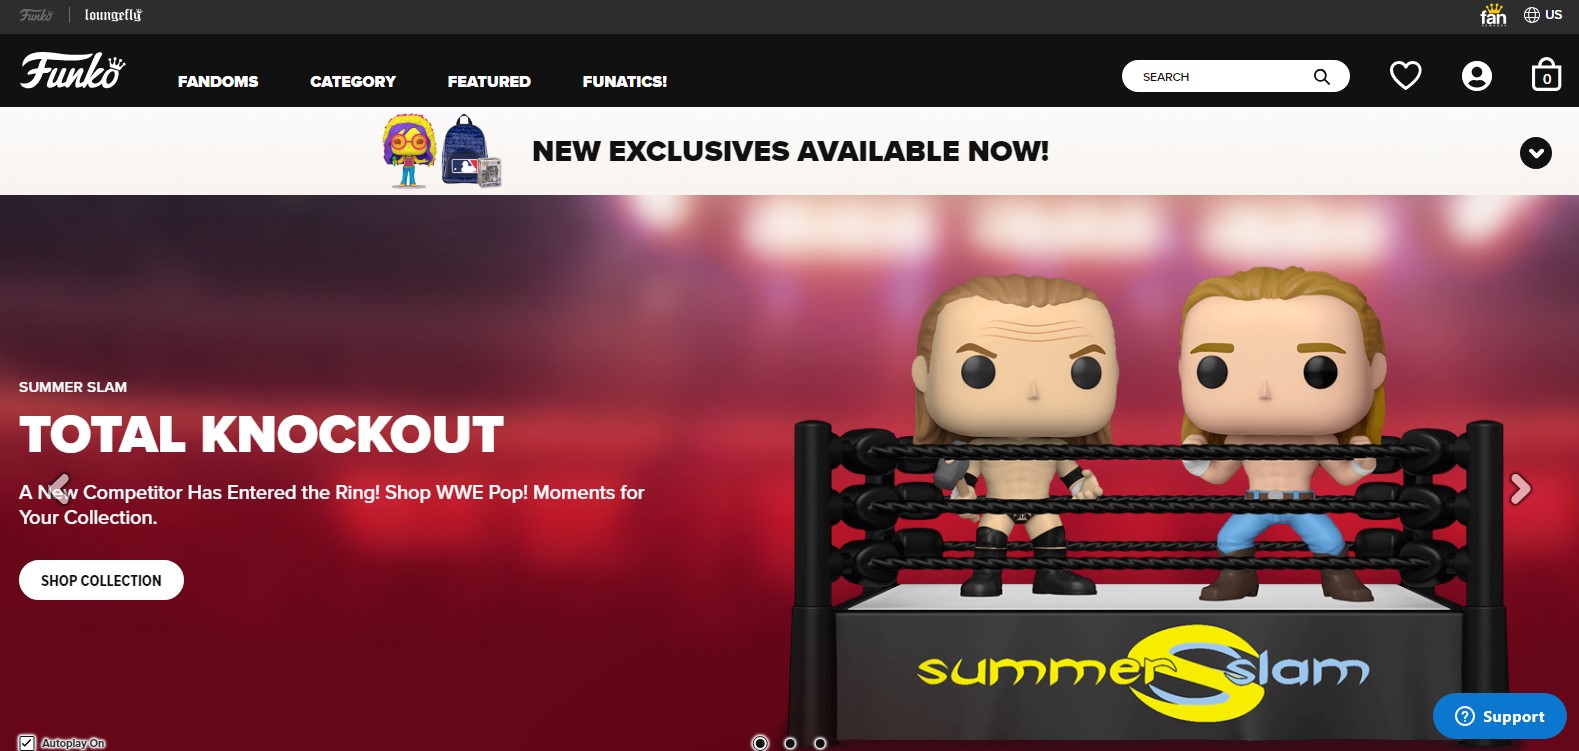 Funko
loungefly
fan
US
Funko
FANDOMS
CATEGORY
FEATURED
FUNATICS!
SEARCH
0
NEW EXCLUSIVES AVAILABLE NOW!
SUMMER SLAM
TOTAL KNOCKOUT
A New Competitor Has Entered the Ring! Shop WWE Pop! Moments for
Your Collection.
SHOP COLLECTION
summerslam
Support
Autoplay On